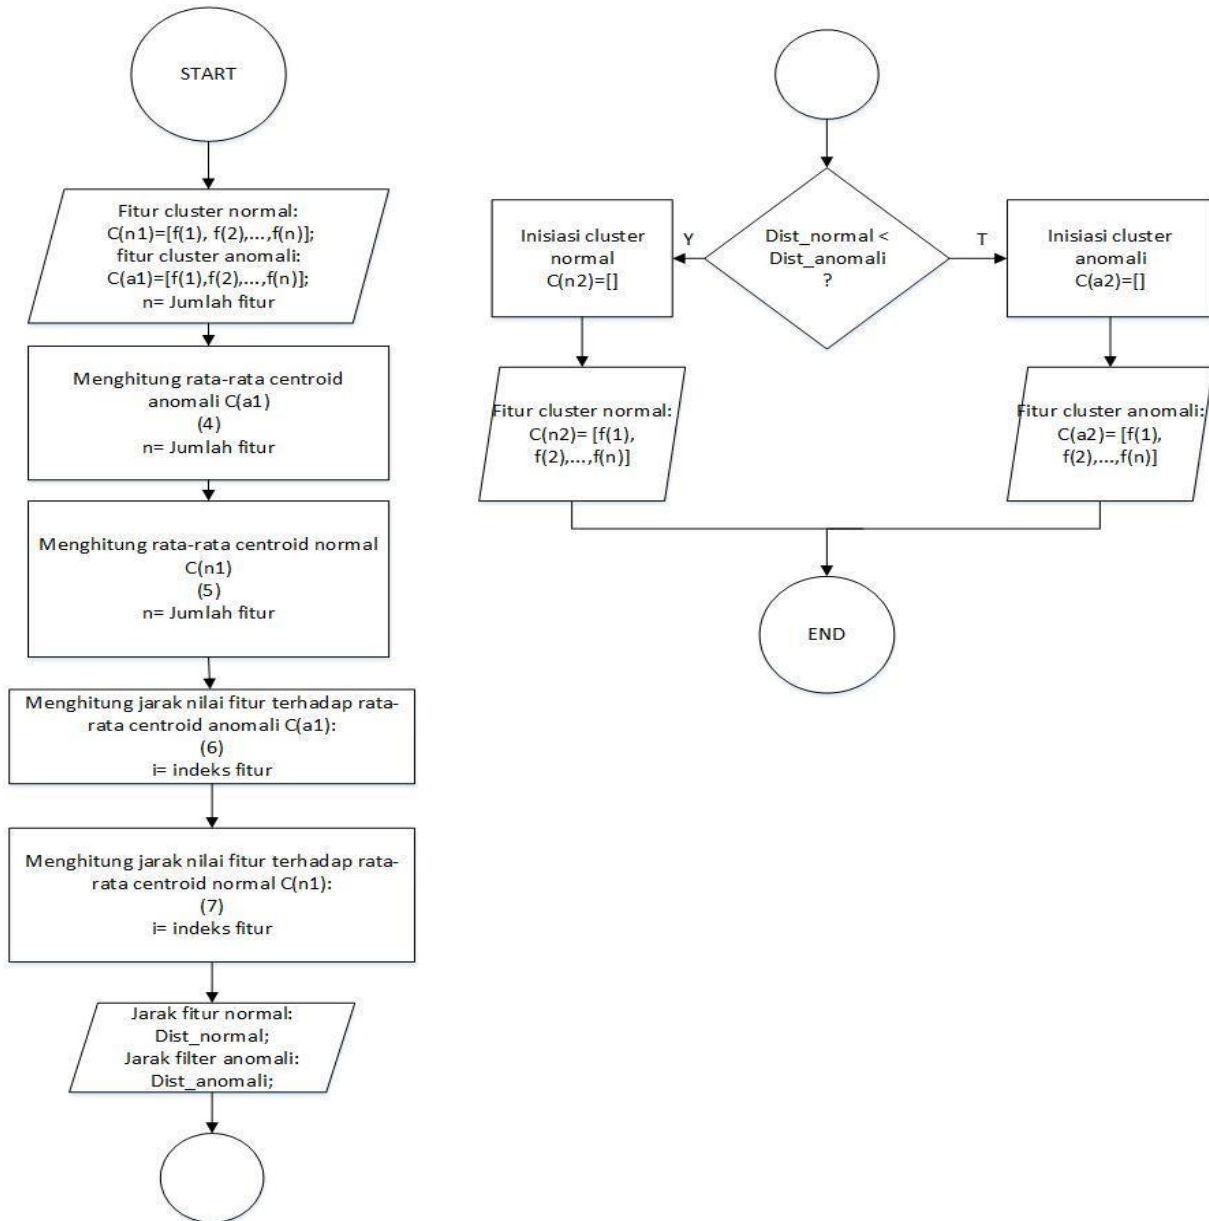 START
Fitur cluster normal:
C(n1)=[f(1), f(2),...,f(n)];
fitur cluster anomali:
C(a1)=[f(1),f(2),...,f(n)];
n= Jumlah fitur
Menghitung rata-rata centroid
anomali C(a1)
(4)
n= Jumlah fitur
Menghitung rata-rata centroid normal
C(n1)
(5)
n= Jumlah fitur
Menghitung jarak nilai fitur terhadap rata-
rata centroid anomali C(a1):
(6)
i= indeks fitur
Menghitung jarak nilai fitur terhadap rata-
rata centroid normal C(n1):
(7)
i= indeks fitur
Jarak fitur normal:
Dist_normal;
Jarak filter anomali:
Dist_anomali;
Dist_normal <
Dist_anomali
?
Y
Inisiasi cluster
normal
C(n2)=[]
T
Inisiasi cluster
anomali
C(a2)=[]
Fitur cluster normal:
C(n2)= [f(1),
f(2),...,f(n)]
Fitur cluster anomali:
C(a2)= [f(1),
f(2),...,f(n)]
END